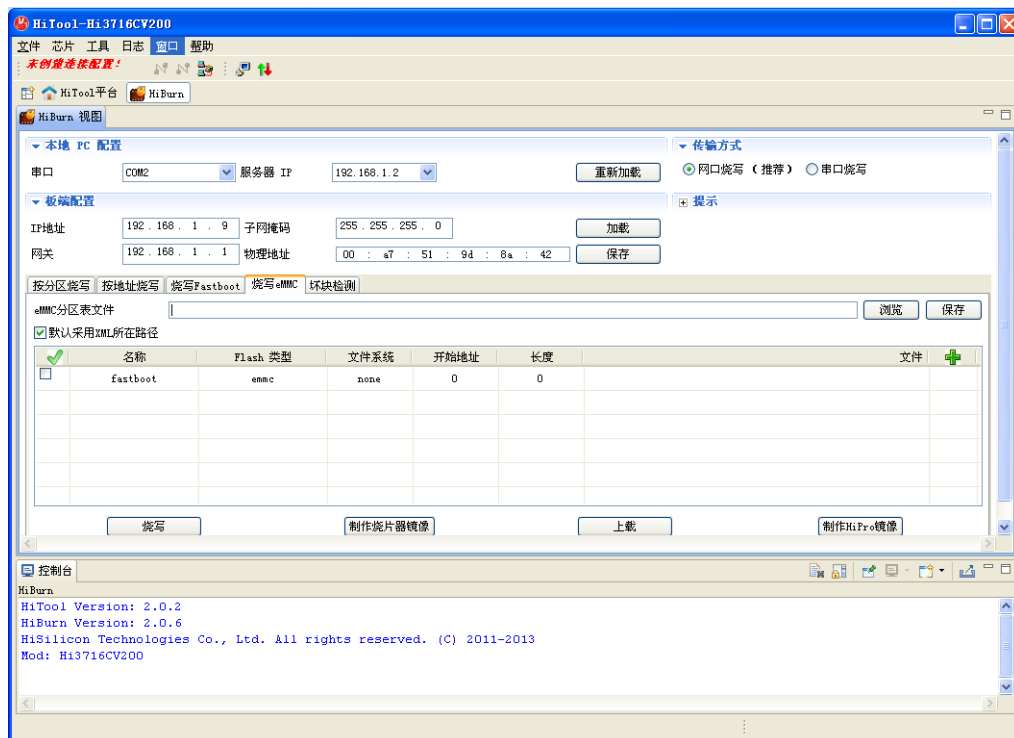 HiTool-Hi3716CV200
文件 芯片 工具 日志 窗口 帮助
未创建连接配置!
HiTool平台 HiBurn
HiBurn 视图
本地 PC 配置 传输方式
串口 COM2 服务器 IP 192.168.1.2 重新加载 网口烧写 (推荐) 串口烧写
板端配置 提示
IP地址 192 . 168 . 1 . 9 子网掩码 255 . 255 . 255 . 0 加载
网关 192 . 168 . 1 . 1 物理地址 00 : a7 : 51 : 9d : 8a : 42 保存
按分区烧写 按地址烧写 烧写Fastboot 烧写eMMC 坏块检测
eMMC分区表文件 浏览 保存
默认采用XML所在路径
名称 Flash 类型 文件系统 开始地址 长度 文件
fastboot emmc none 0 0
烧写 制作烧片器镜像 上载 制作HiPro镜像
控制台
HiBurn
HiTool Version: 2.0.2
HiBurn Version: 2.0.6
HiSilicon Technologies Co., Ltd. All rights reserved. (C) 2011-2013
Mod: Hi3716CV200